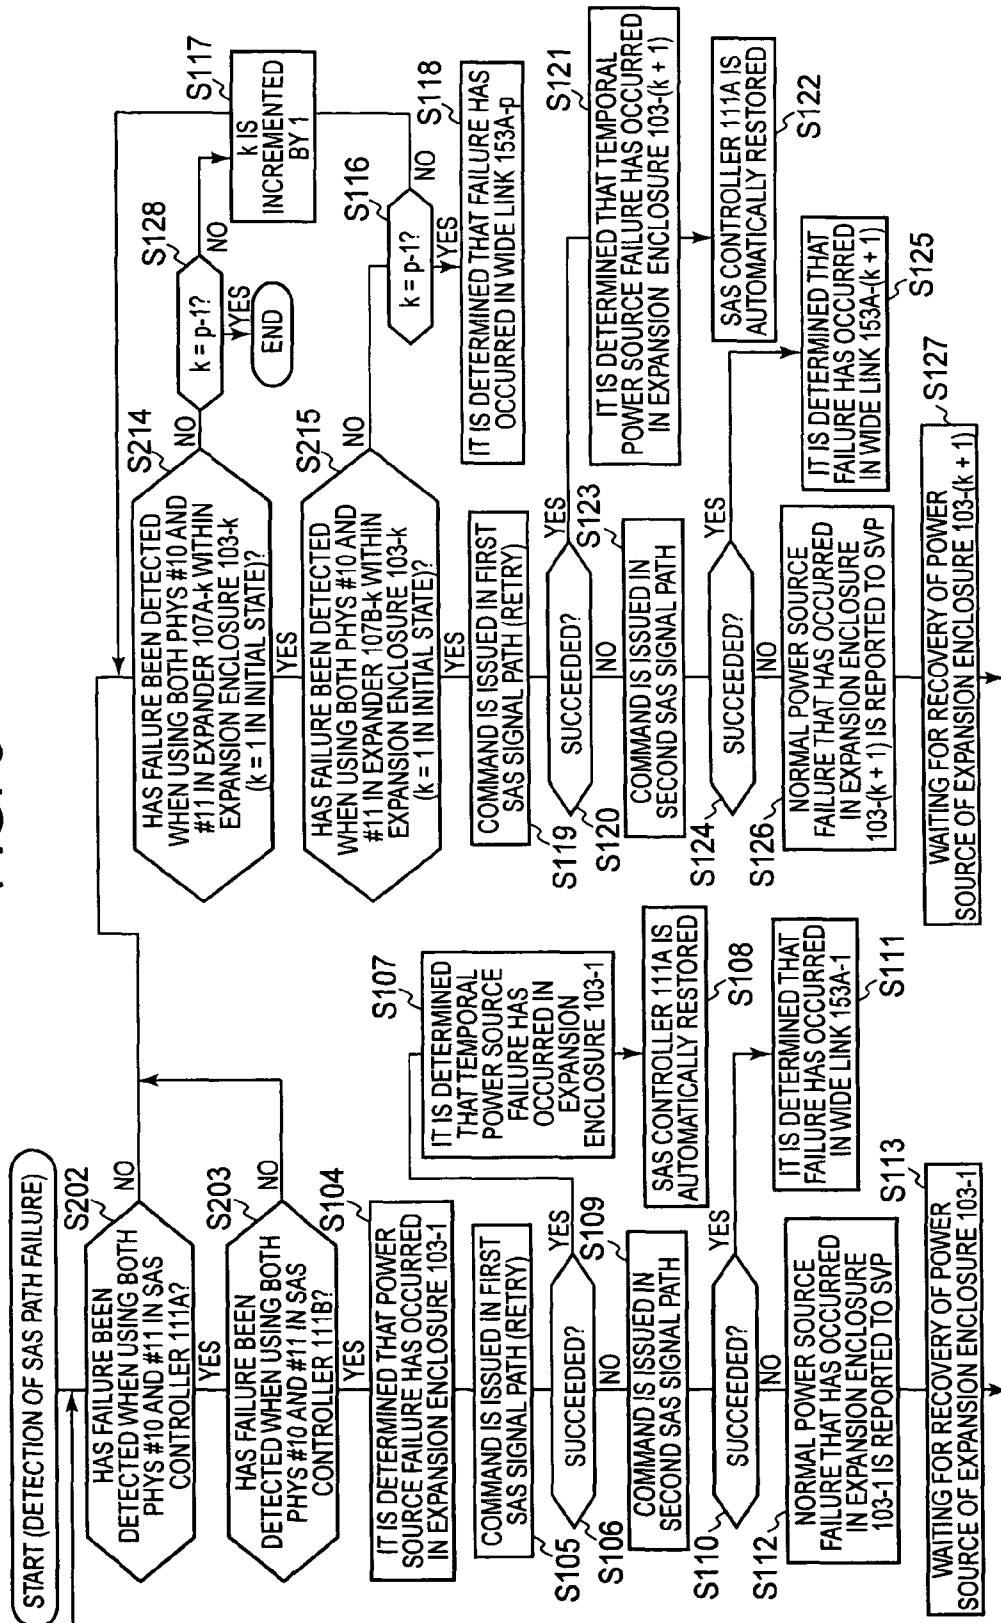 START (DETECTION OF SAS PATH FAILURE)
S202
HAS FAILURE BEEN
DETECTED WHEN USING BOTH
PHYS #10 AND #11 IN SAS
CONTROLLER 111A?
NO
YES
S203
HAS FAILURE BEEN
DETECTED WHEN USING BOTH
PHYS #10 AND #11 IN SAS
CONTROLLER 111B?
NO
YES
S104
IT IS DETERMINED THAT POWER
SOURCE FAILURE HAS OCCURRED
IN EXPANSION ENCLOSURE 103-1
COMMAND IS ISSUED IN FIRST
SAS SIGNAL PATH (RETRY)
S105
SUCCEEDED?
YES
S106
NO
S107
IT IS DETERMINED
THAT TEMPORAL
POWER SOURCE
FAILURE HAS
OCCURRED IN
EXPANSION
ENCLOSURE 103-1
SAS CONTROLLER 111A IS
AUTOMATICALLY RESTORED
S108
S109
COMMAND IS ISSUED IN
SECOND SAS SIGNAL PATH
S110
SUCCEEDED?
YES
NO
IT IS DETERMINED THAT
FAILURE HAS OCCURRED
IN WIDE LINK 153A-1
S111
S112
NORMAL POWER SOURCE
FAILURE THAT HAS OCCURRED
IN EXPANSION ENCLOSURE
103-1 IS REPORTED TO SVP
S113
WAITING FOR RECOVERY OF POWER
SOURCE OF EXPANSION ENCLOSURE 103-1
S214
HAS FAILURE BEEN DETECTED
WHEN USING BOTH PHYS #10 AND
#11 IN EXPANDER 107A-k WITHIN
EXPANSION ENCLOSURE 103-k
(k = 1 IN INITIAL STATE)?
NO
YES
S128
k = p-1?
NO
YES
END
S117
k IS
INCREMENTED
BY 1
S215
HAS FAILURE BEEN DETECTED
WHEN USING BOTH PHYS #10 AND
#11 IN EXPANDER 107B-k WITHIN
EXPANSION ENCLOSURE 103-k
(k = 1 IN INITIAL STATE)?
NO
YES
S116
k = p-1?
NO
YES
S118
IT IS DETERMINED THAT FAILURE HAS
OCCURRED IN WIDE LINK 153A-p
COMMAND IS ISSUED IN FIRST
SAS SIGNAL PATH (RETRY)
S119
SUCCEEDED?
YES
S120
NO
S121
IT IS DETERMINED THAT TEMPORAL
POWER SOURCE FAILURE HAS OCCURRED
IN EXPANSION ENCLOSURE 103-(k + 1)
SAS CONTROLLER 111A IS
AUTOMATICALLY RESTORED
S122
S123
COMMAND IS ISSUED IN
SECOND SAS SIGNAL PATH
S124
SUCCEEDED?
YES
NO
IT IS DETERMINED THAT
FAILURE HAS OCCURRED
IN WIDE LINK 153A-(k + 1)
S125
S126
NORMAL POWER SOURCE
FAILURE THAT HAS OCCURRED
IN EXPANSION ENCLOSURE
103-(k + 1) IS REPORTED TO SVP
S127
WAITING FOR RECOVERY OF POWER
SOURCE OF EXPANSION ENCLOSURE 103-(k + 1)